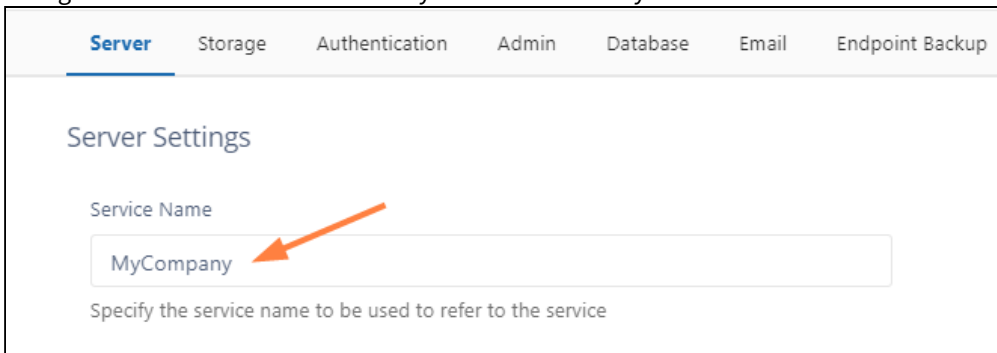 Server Storage Authentication Admin Database Email Endpoint Backup
Server Settings
Service Name
MyCompany
Specify the service name to be used to refer to the service